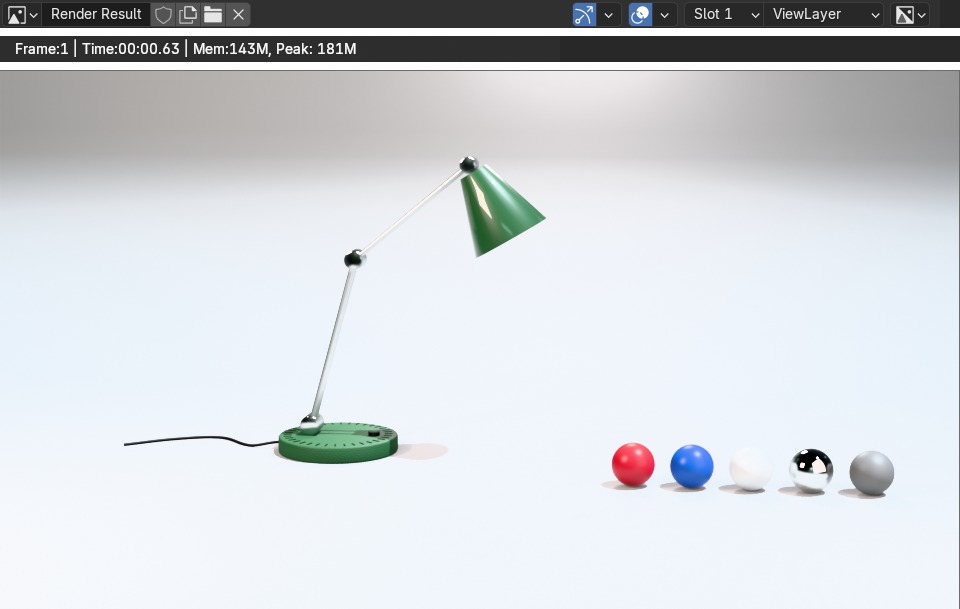 Render Result
Slot 1
ViewLayer
Frame:1 | Time:00:00.63 | Mem:143M, Peak: 181M